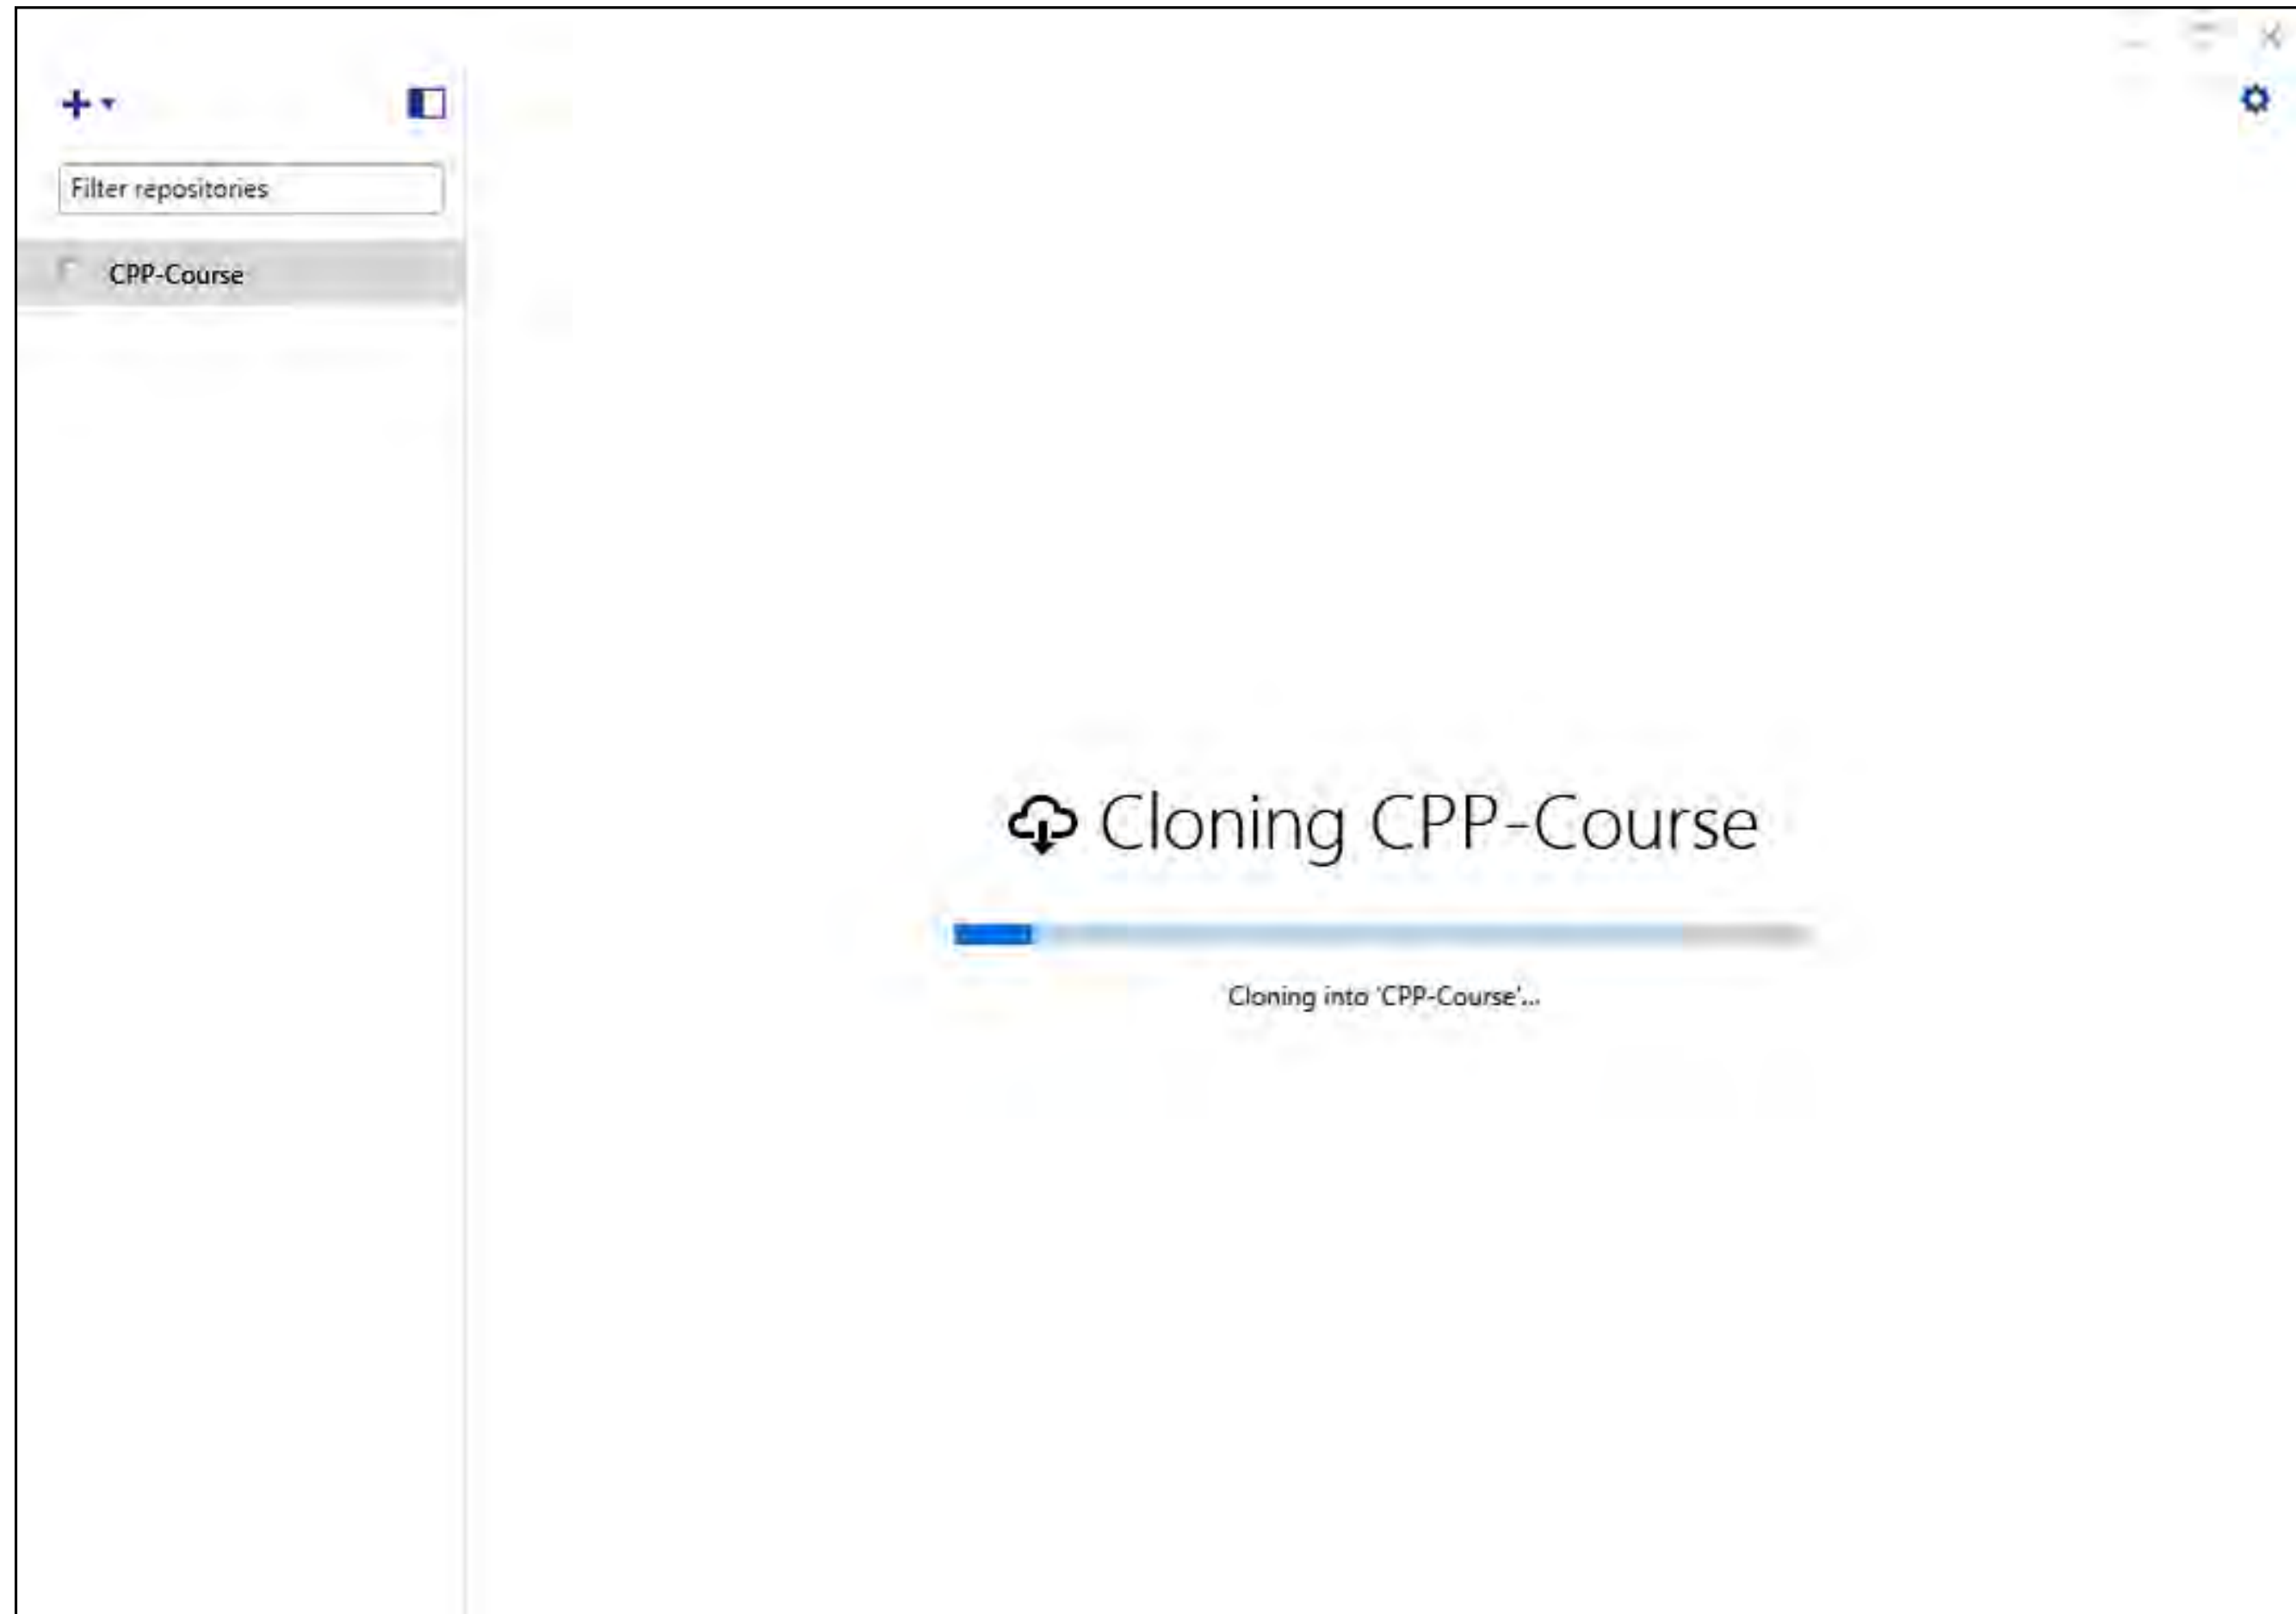 Filter repositories
CPP-Course
Cloning CPP-Course
Cloning into 'CPP-Course'...